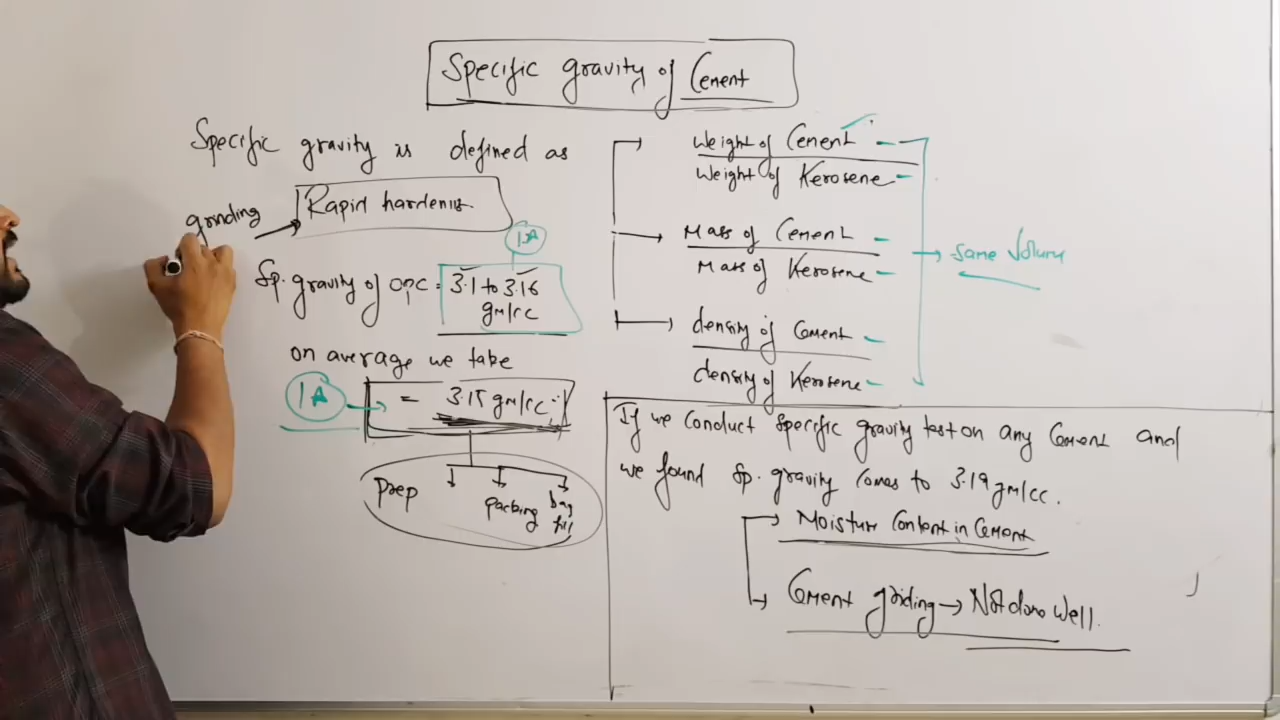 Specific gravity of Cement
Specific gravity is defined as
grinding
Rapid hardening
IA
Sp. gravity of OPC = 3.1 to 3.16
gm/cc
on average we take
IA
= 3.15 gm/cc
Prep
packing
bag
fill
Weight of Cement
Weight of Kerosene
Mass of Cement
Mass of Kerosene
density of Cement
density of Kerosene
same Volume
If we conduct specific gravity test on any Cement and
we found Sp. gravity comes to 3.19 gm/cc.
Moisture Content in Cement
Cement griding → Not done well.